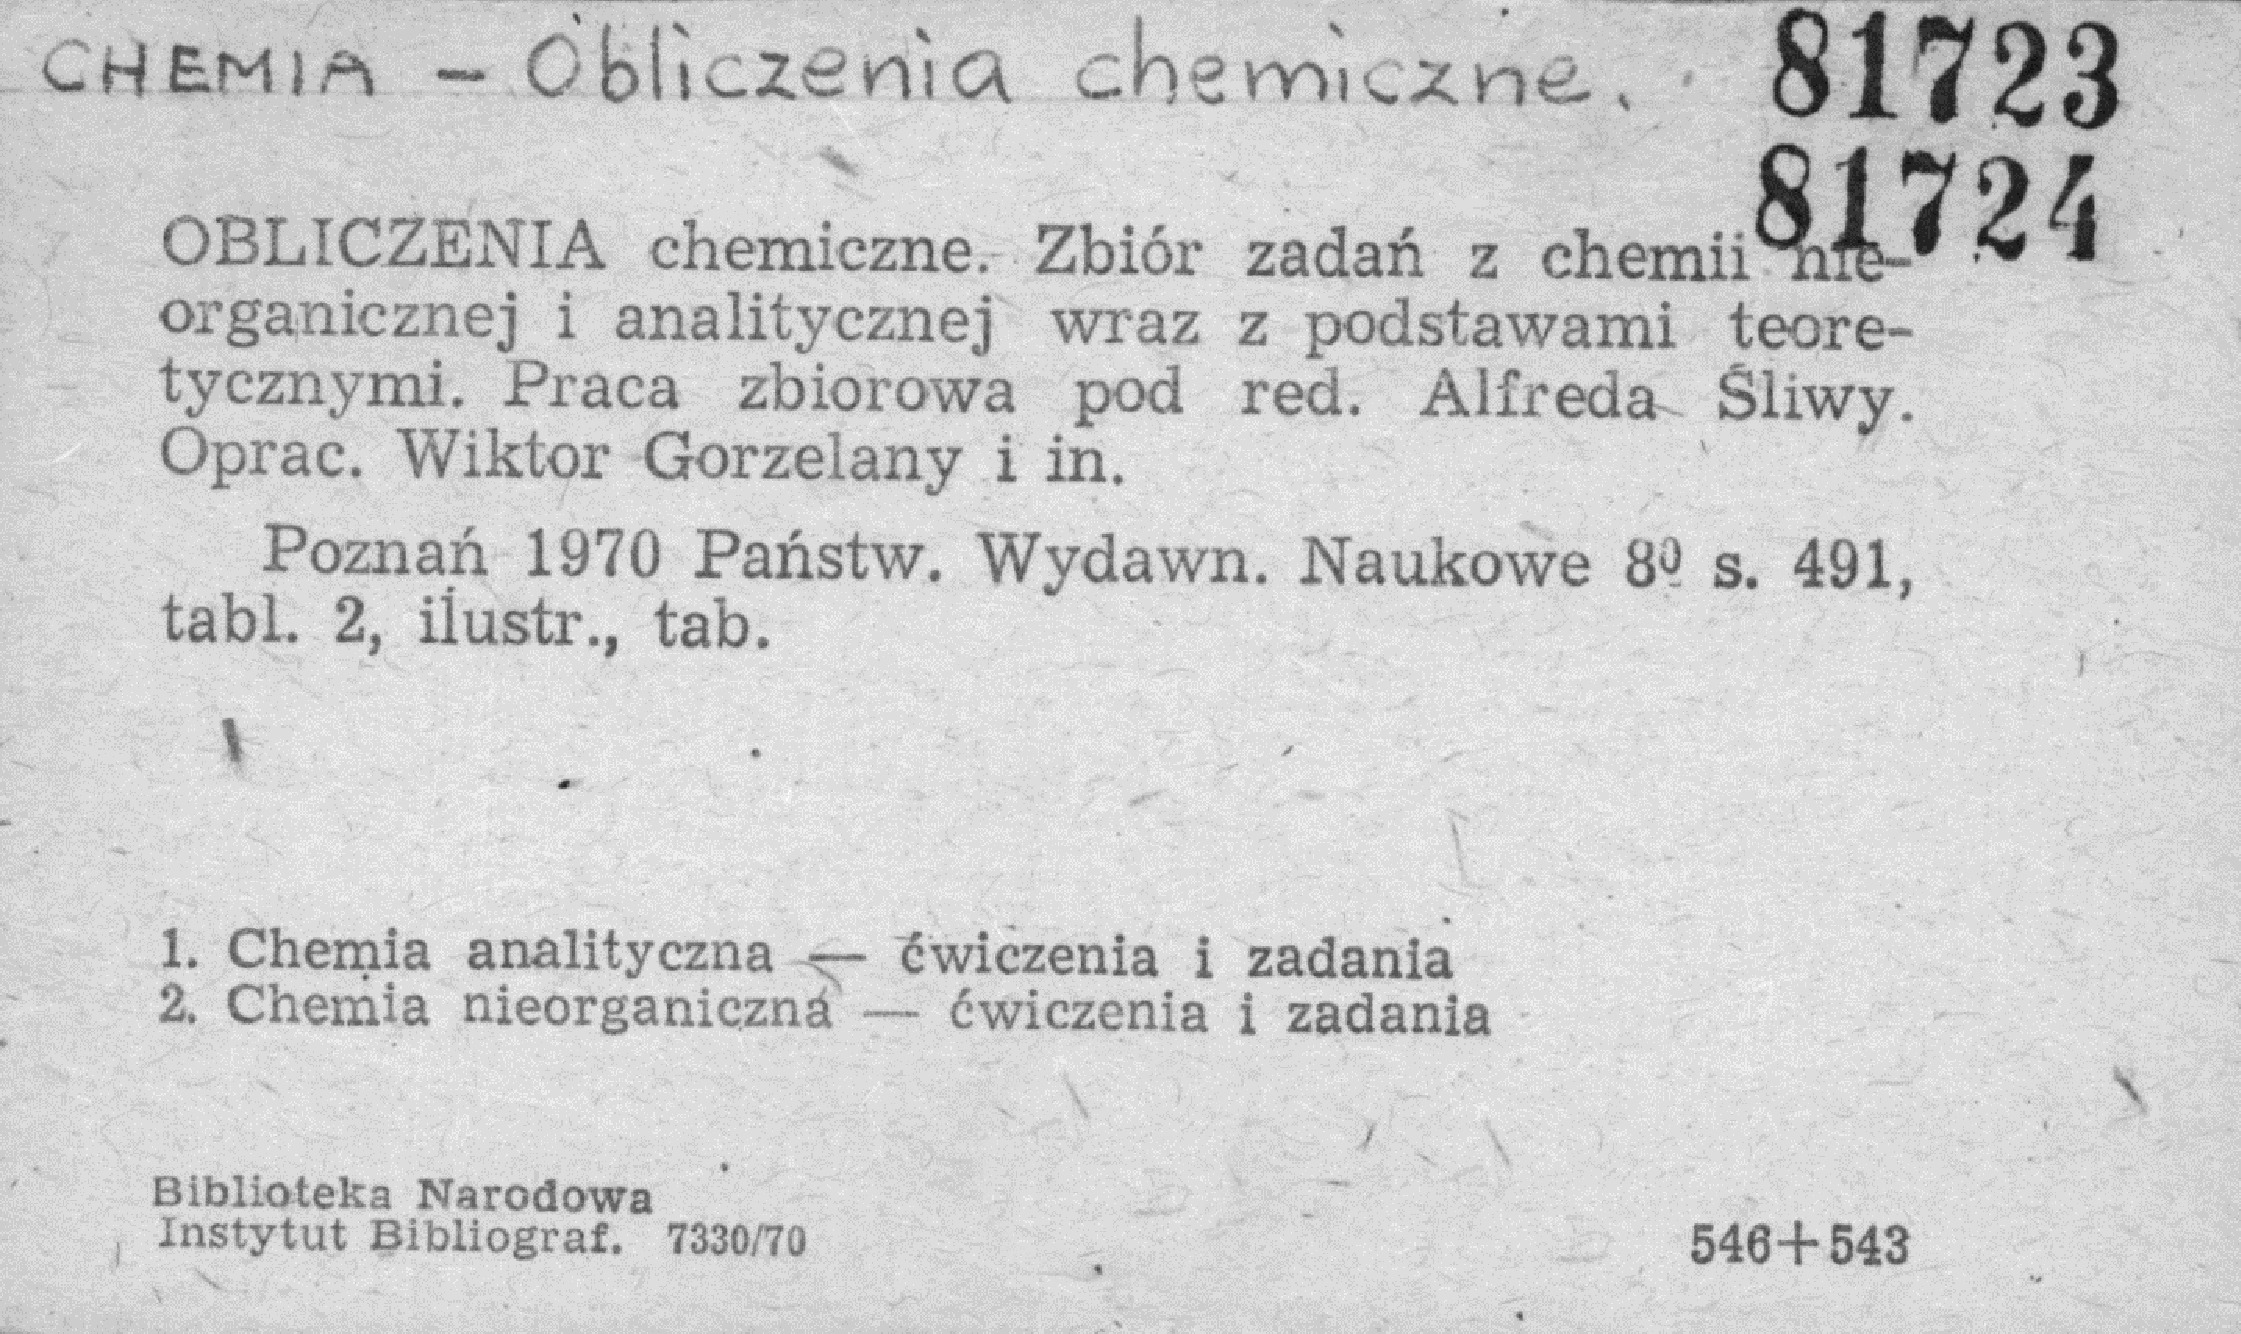 CHEMIA - Obliczenia chemiczne.
81723
81724
OBLICZENIA chemiczne. Zbiór zadań z chemii nie-
organicznej i analitycznej wraz z podstawami teore-
tycznymi. Praca zbiorowa pod red. Alfreda Śliwy.
Oprac. Wiktor Gorzelany i in.
Poznań 1970 Państw. Wydawn. Naukowe 8º s. 491,
tabl. 2, ilustr., tab.
1. Chemia analityczna — ćwiczenia i zadania
2. Chemia nieorganiczna — ćwiczenia i zadania
Biblioteka Narodowa
Instytut Bibliograf. 7330/70
546+543